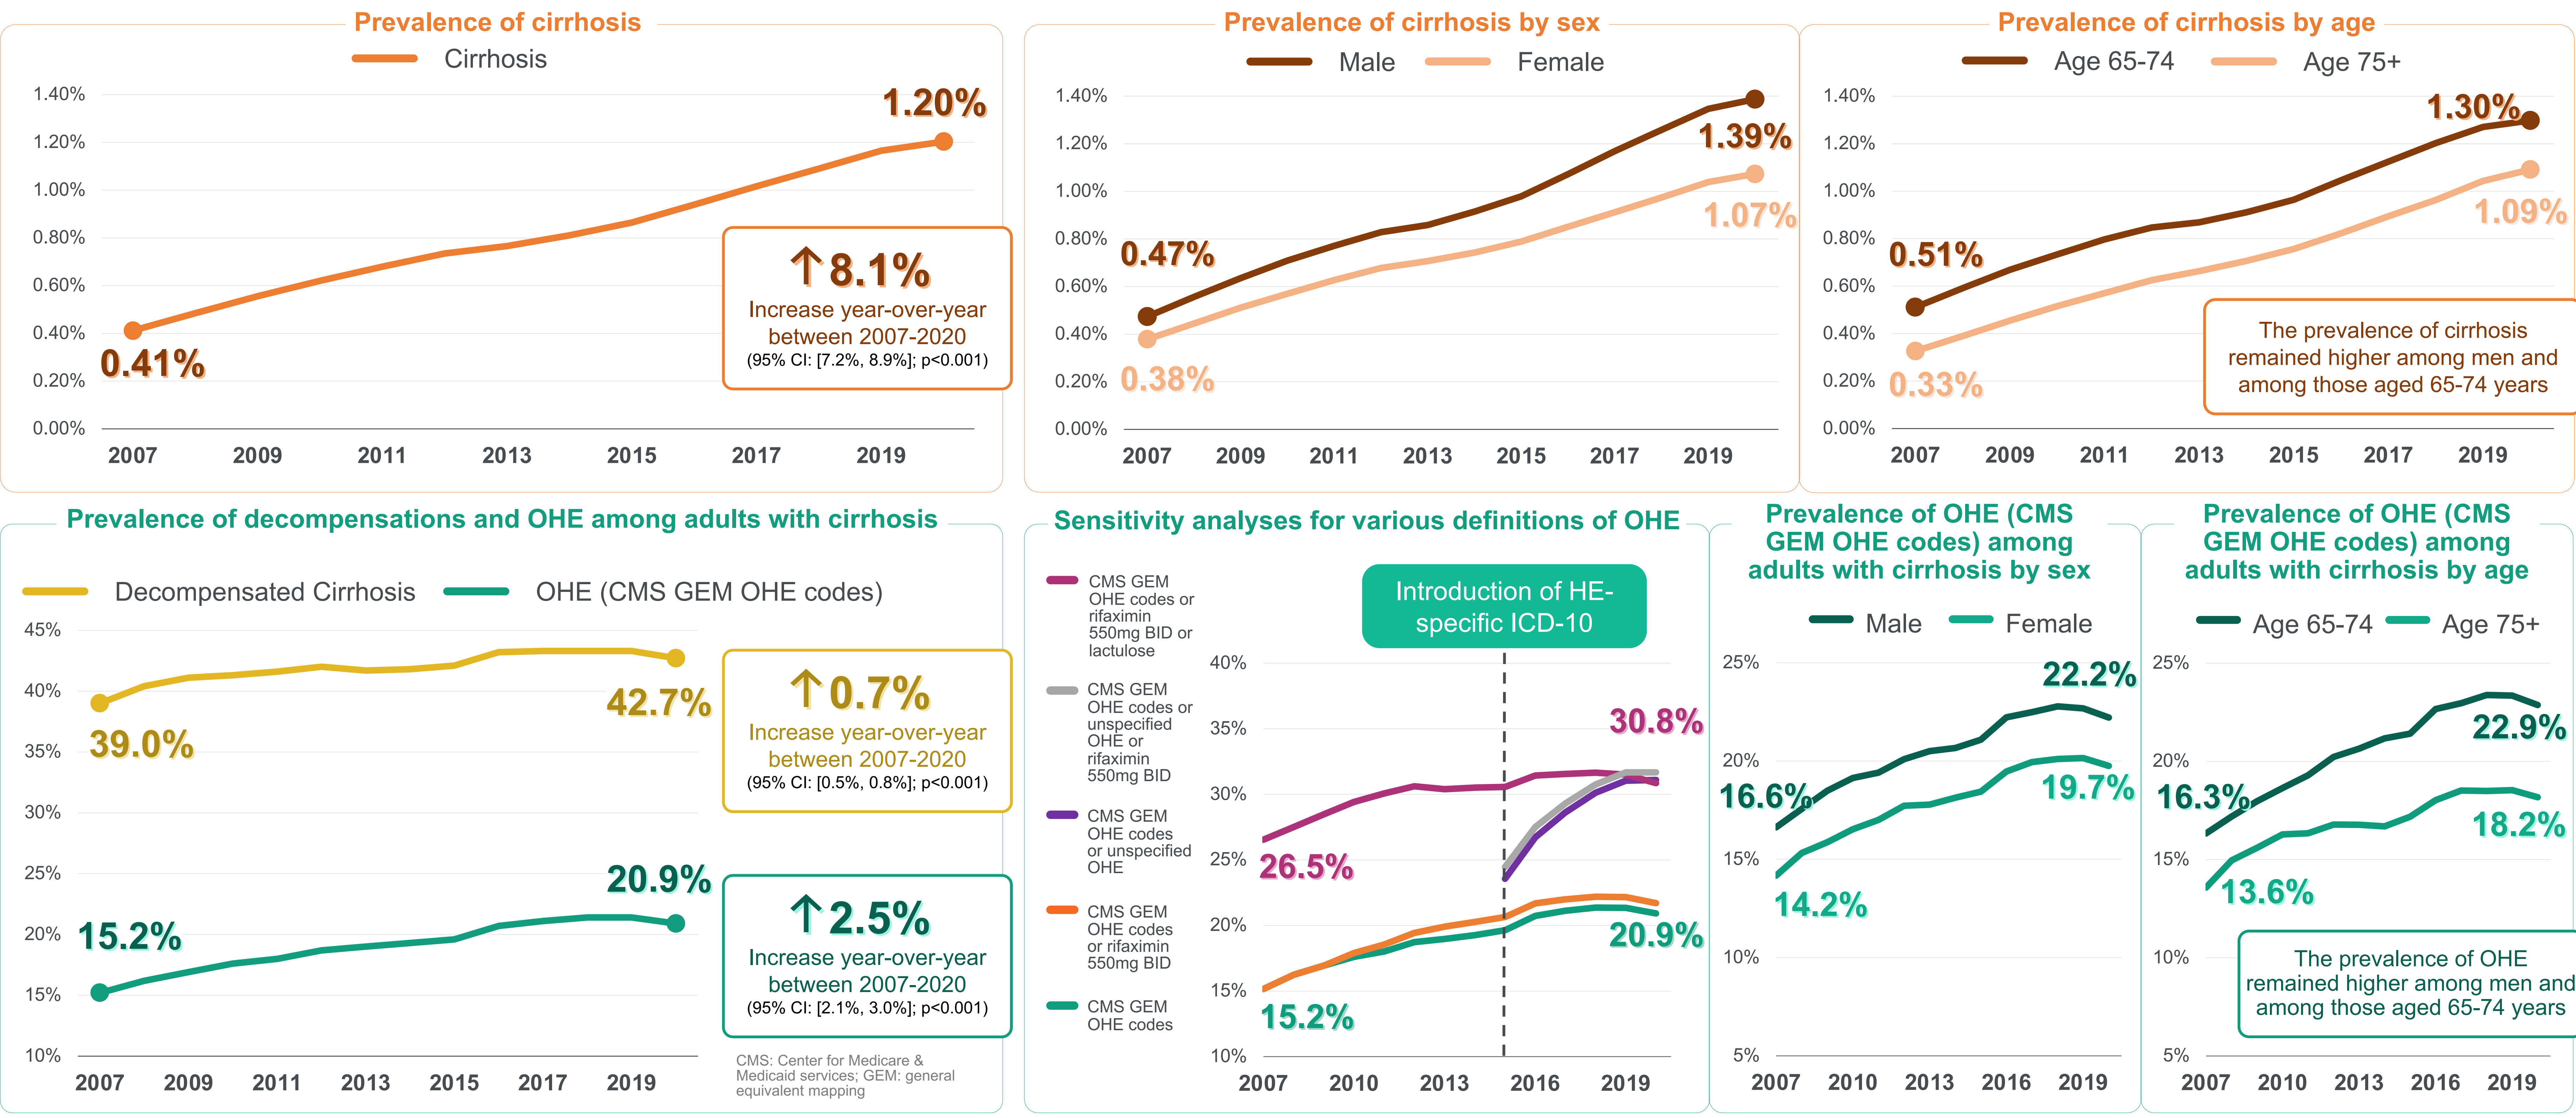 Prevalence of cirrhosis
Cirrhosis
1.40%
1.20%
1.00%
0.80%
0.60%
0.40%
0.20%
0.00%
1.20%
0.41%
↑8.1%
Increase year-over-year
between 2007-2020
(95% CI: [7.2%, 8.9%]; p<0.001)
2007 2009 2011 2013 2015 2017 2019
Prevalence of cirrhosis by sex
Male Female
1.40%
1.20%
1.00%
0.80%
0.60%
0.40%
0.20%
0.00%
1.39%
1.07%
0.47%
0.38%
2007 2009 2011 2013 2015 2017 2019
Prevalence of cirrhosis by age
Age 65-74 Age 75+
1.40%
1.20%
1.00%
0.80%
0.60%
0.40%
0.20%
0.00%
1.30%
1.09%
0.51%
0.33%
The prevalence of cirrhosis
remained higher among men and
among those aged 65-74 years
2007 2009 2011 2013 2015 2017 2019
Prevalence of decompensations and OHE among adults with cirrhosis
Decompensated Cirrhosis OHE (CMS GEM OHE codes)
45%
40%
35%
30%
25%
20%
15%
10%
39.0%
42.7%
15.2%
20.9%
2007 2009 2011 2013 2015 2017 2019
↑0.7%
Increase year-over-year
between 2007-2020
(95% CI: [0.5%, 0.8%]; p<0.001)
↑2.5%
Increase year-over-year
between 2007-2020
(95% CI: [2.1%, 3.0%]; p<0.001)
CMS: Center for Medicare &
Medicaid services; GEM: general
equivalent mapping
Sensitivity analyses for various definitions of OHE
CMS GEM
OHE codes or
rifaximin
550mg BID or
lactulose
CMS GEM
OHE codes or
unspecified
OHE or
rifaximin
550mg BID
CMS GEM
OHE codes
or unspecified
OHE
CMS GEM
OHE codes
or rifaximin
550mg BID
CMS GEM
OHE codes
Introduction of HE-
specific ICD-10
40%
35%
30%
25%
20%
15%
10%
30.8%
26.5%
20.9%
15.2%
2007 2010 2013 2016 2019
Prevalence of OHE (CMS
GEM OHE codes) among
adults with cirrhosis by sex
Male Female
25%
20%
15%
10%
5%
22.2%
16.6%
19.7%
14.2%
2007 2010 2013 2016 2019
Prevalence of OHE (CMS
GEM OHE codes) among
adults with cirrhosis by age
Age 65-74 Age 75+
25%
20%
15%
10%
5%
22.9%
16.3%
18.2%
13.6%
The prevalence of OHE
remained higher among men and
among those aged 65-74 years
2007 2010 2013 2016 2019